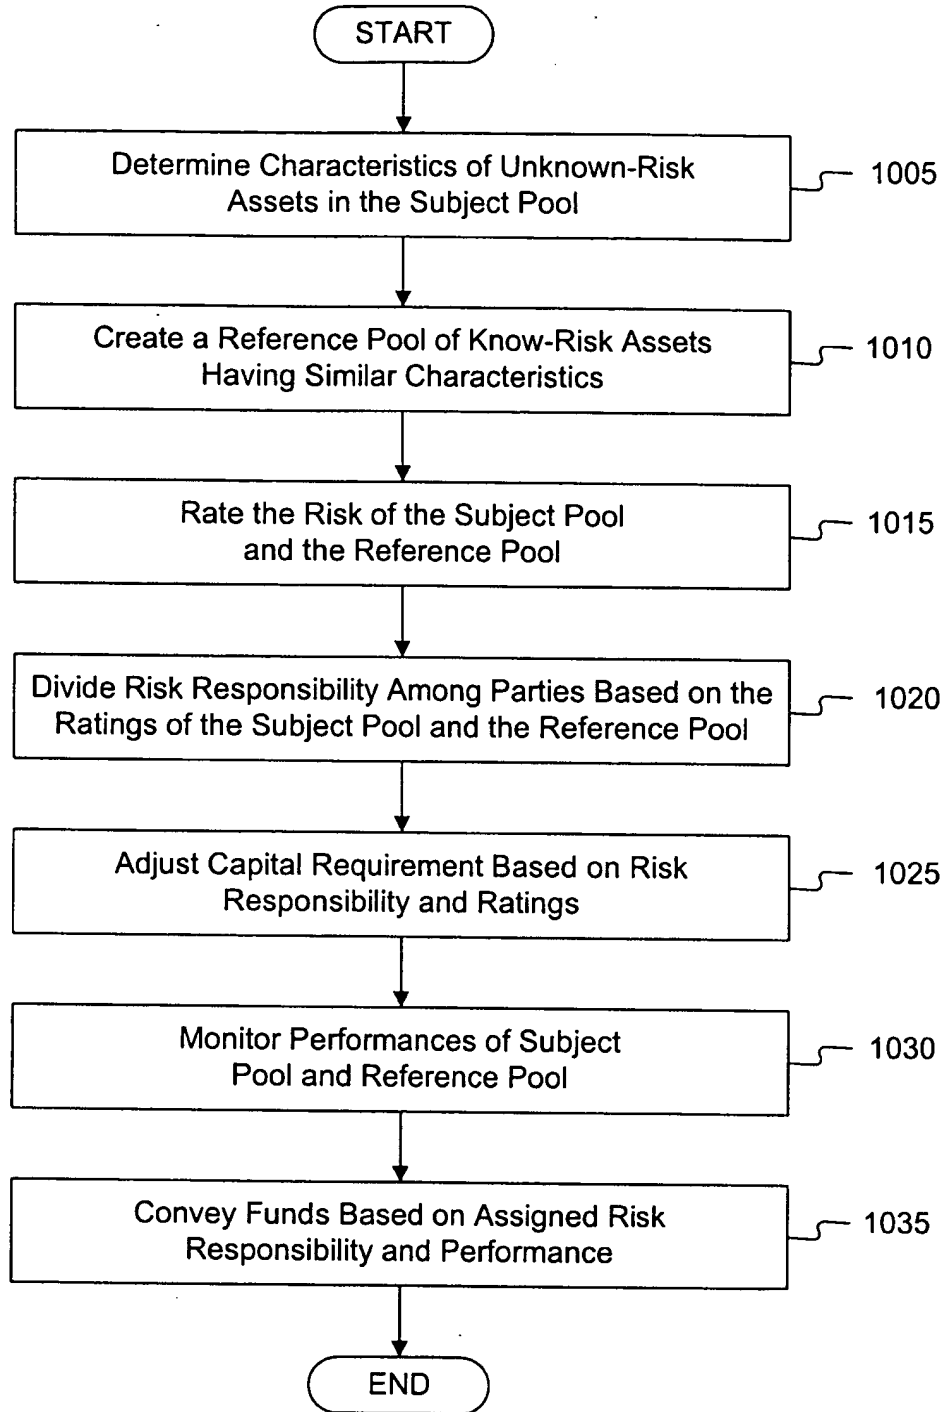 START
Determine Characteristics of Unknown-Risk
Assets in the Subject Pool
1005
Create a Reference Pool of Know-Risk Assets
Having Similar Characteristics
1010
Rate the Risk of the Subject Pool
and the Reference Pool
1015
Divide Risk Responsibility Among Parties Based on the
Ratings of the Subject Pool and the Reference Pool
1020
Adjust Capital Requirement Based on Risk
Responsibility and Ratings
1025
Monitor Performances of Subject
Pool and Reference Pool
1030
Convey Funds Based on Assigned Risk
Responsibility and Performance
1035
END